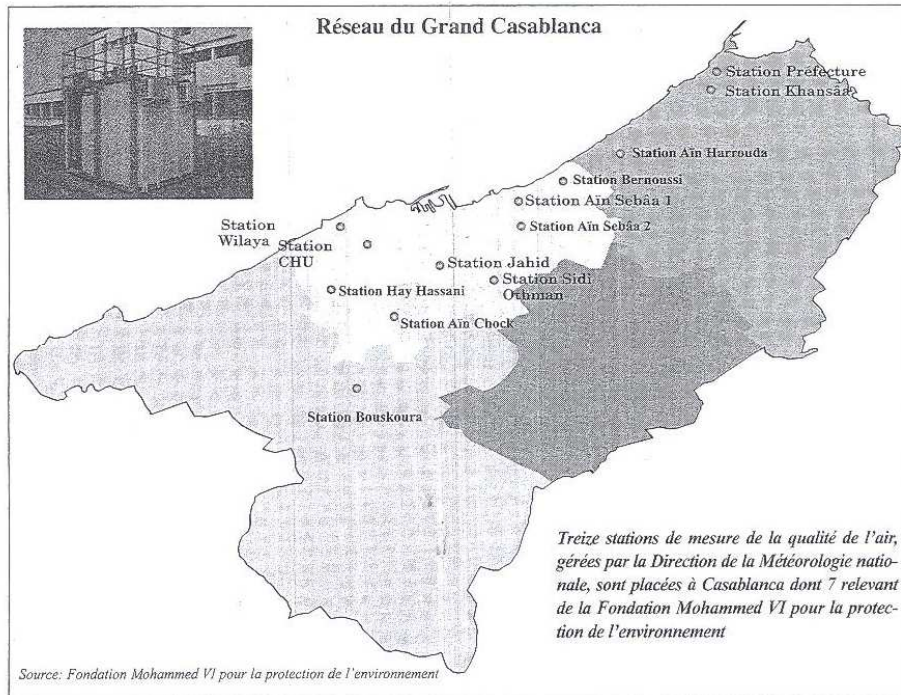 Réseau du Grand Casablanca
Station Préfecture
Station Khansâa
Station Aïn Harrouda
Station Bernoussi
Station Aïn Sebâa 1
Station Aïn Sebâa 2
Station
Wilaya
Station
CHU
Station Jahid
Station Sidi
Othman
Station Hay Hassani
Station Aïn Chock
Station Bouskoura
Treize stations de mesure de la qualité de l'air,
gérées par la Direction de la Météorologie natio-
nale, sont placées à Casablanca dont 7 relevant
de la Fondation Mohammed VI pour la protec-
tion de l'environnement
Source: Fondation Mohammed VI pour la protection de l'environnement